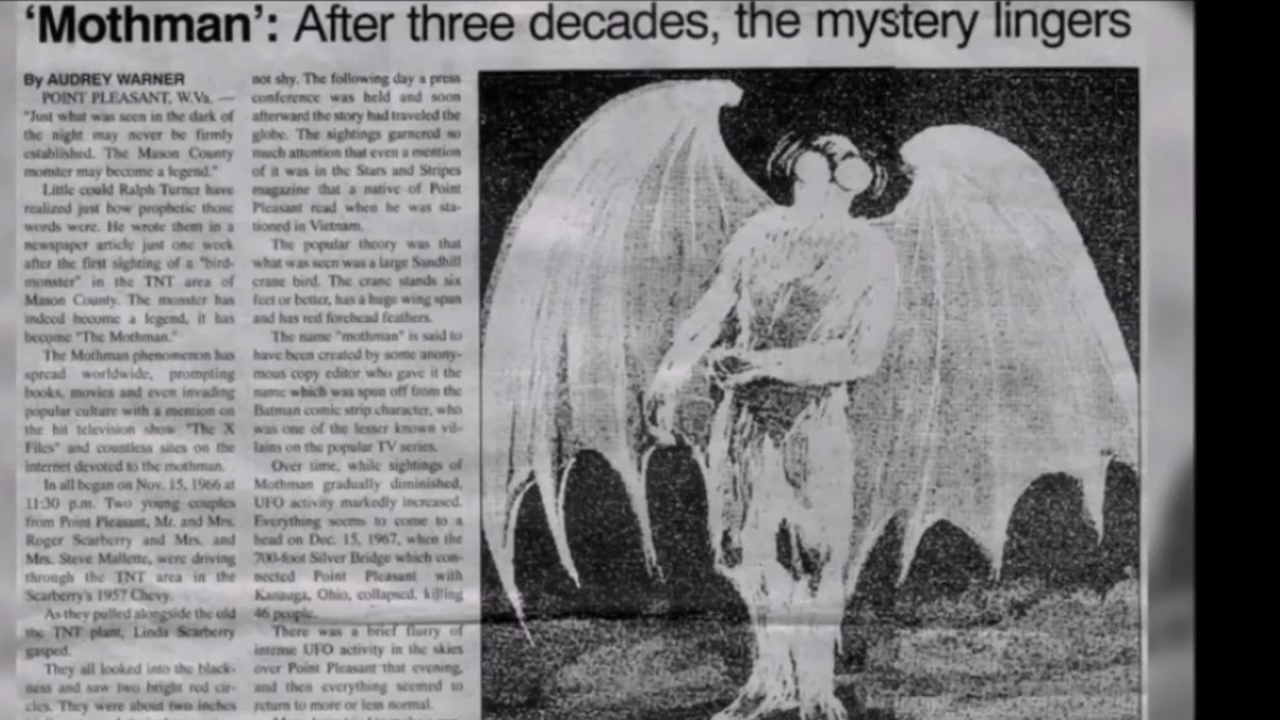 'Mothman': After three decades, the mystery lingers
By AUDREY WARNER
POINT PLEASANT, W.Va. —
"Just what was seen in the dark of
the night may never be firmly
established. The Mason County
monster may become a legend."
Little could Ralph Turner have
realized just how prophetic those
words were. He wrote them in a
newspaper article just one week
after the first sighting of a "bird-
monster" in the TNT area of
Mason County. The monster has
indeed become a legend, it has
become "The Mothman."
The Mothman phenomenon has
spread worldwide, prompting
books, movies and even invading
popular culture with a mention on
the hit television show "The X
Files" and countless sites on the
internet devoted to the mothman.
In all began on Nov. 15, 1966 at
11:30 p.m. Two young couples
from Point Pleasant, Mr. and Mrs.
Roger Scarberry and Mrs. and
Mrs. Steve Mallette, were driving
through the TNT area in the
Scarberry's 1957 Chevy.
As they pulled alongside the old
the TNT plant, Linda Scarberry
gasped.
They all looked into the black-
ness and saw two bright red cir-
cles. They were about two inches
not shy. The following day a press
conference was held and soon
afterward the story had traveled the
globe. The sightings garnered so
much attention that even a mention
of it was in the Stars and Stripes
magazine that a native of Point
Pleasant read when he was sta-
tioned in Vietnam.
The popular theory was that
what was seen was a large Sandhill
crane bird. The crane stands six
feet or better, has a huge wing span
and has red forehead feathers.
The name "mothman" is said to
have been created by some anony-
mous copy editor who gave it the
name which was spun off from the
Batman comic strip character, who
was one of the lesser known vil-
lains on the popular TV series.
Over time, while sightings of
Mothman gradually diminished,
UFO activity markedly increased.
Everything seems to come to a
head on Dec. 15, 1967, when the
700-foot Silver Bridge which con-
nected Point Pleasant with
Kanauga, Ohio, collapsed, killing
46 people.
There was a brief flurry of
intense UFO activity in the skies
over Point Pleasant that evening,
and then everything seemed to
return to more or less normal.